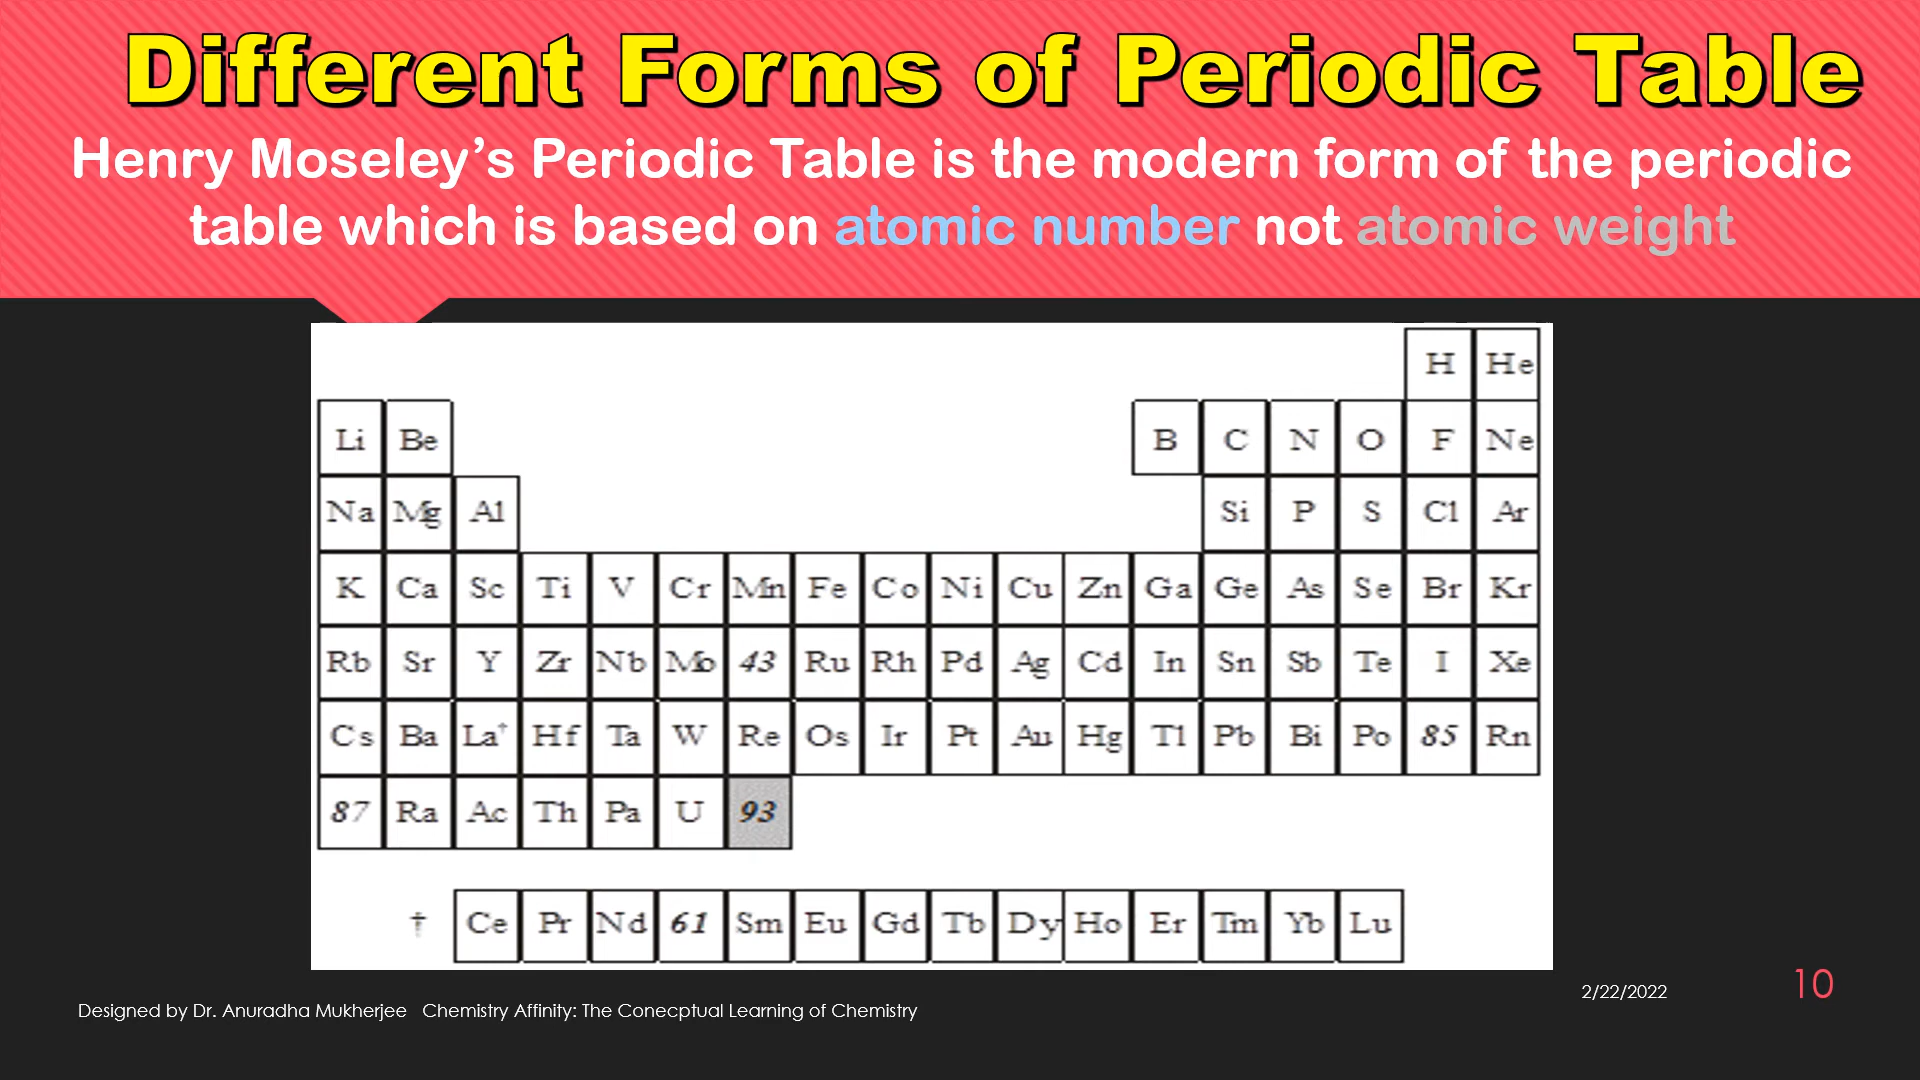 Different Forms of Periodic Table
Henry Moseley’s Periodic Table is the modern form of the periodic
table which is based on atomic number not atomic weight
H He
Li Be B C N O F Ne
Na Mg Al Si P S Cl Ar
K Ca Sc Ti V Cr Mn Fe Co Ni Cu Zn Ga Ge As Se Br Kr
Rb Sr Y Zr Nb Mo 43 Ru Rh Pd Ag Cd In Sn Sb Te I Xe
Cs Ba La† Hf Ta W Re Os Ir Pt Au Hg Tl Pb Bi Po 85 Rn
87 Ra Ac Th Pa U 93
† Ce Pr Nd 61 Sm Eu Gd Tb Dy Ho Er Tm Yb Lu
2/22/2022 10
Designed by Dr. Anuradha Mukherjee Chemistry Affinity: The Conecptual Learning of Chemistry